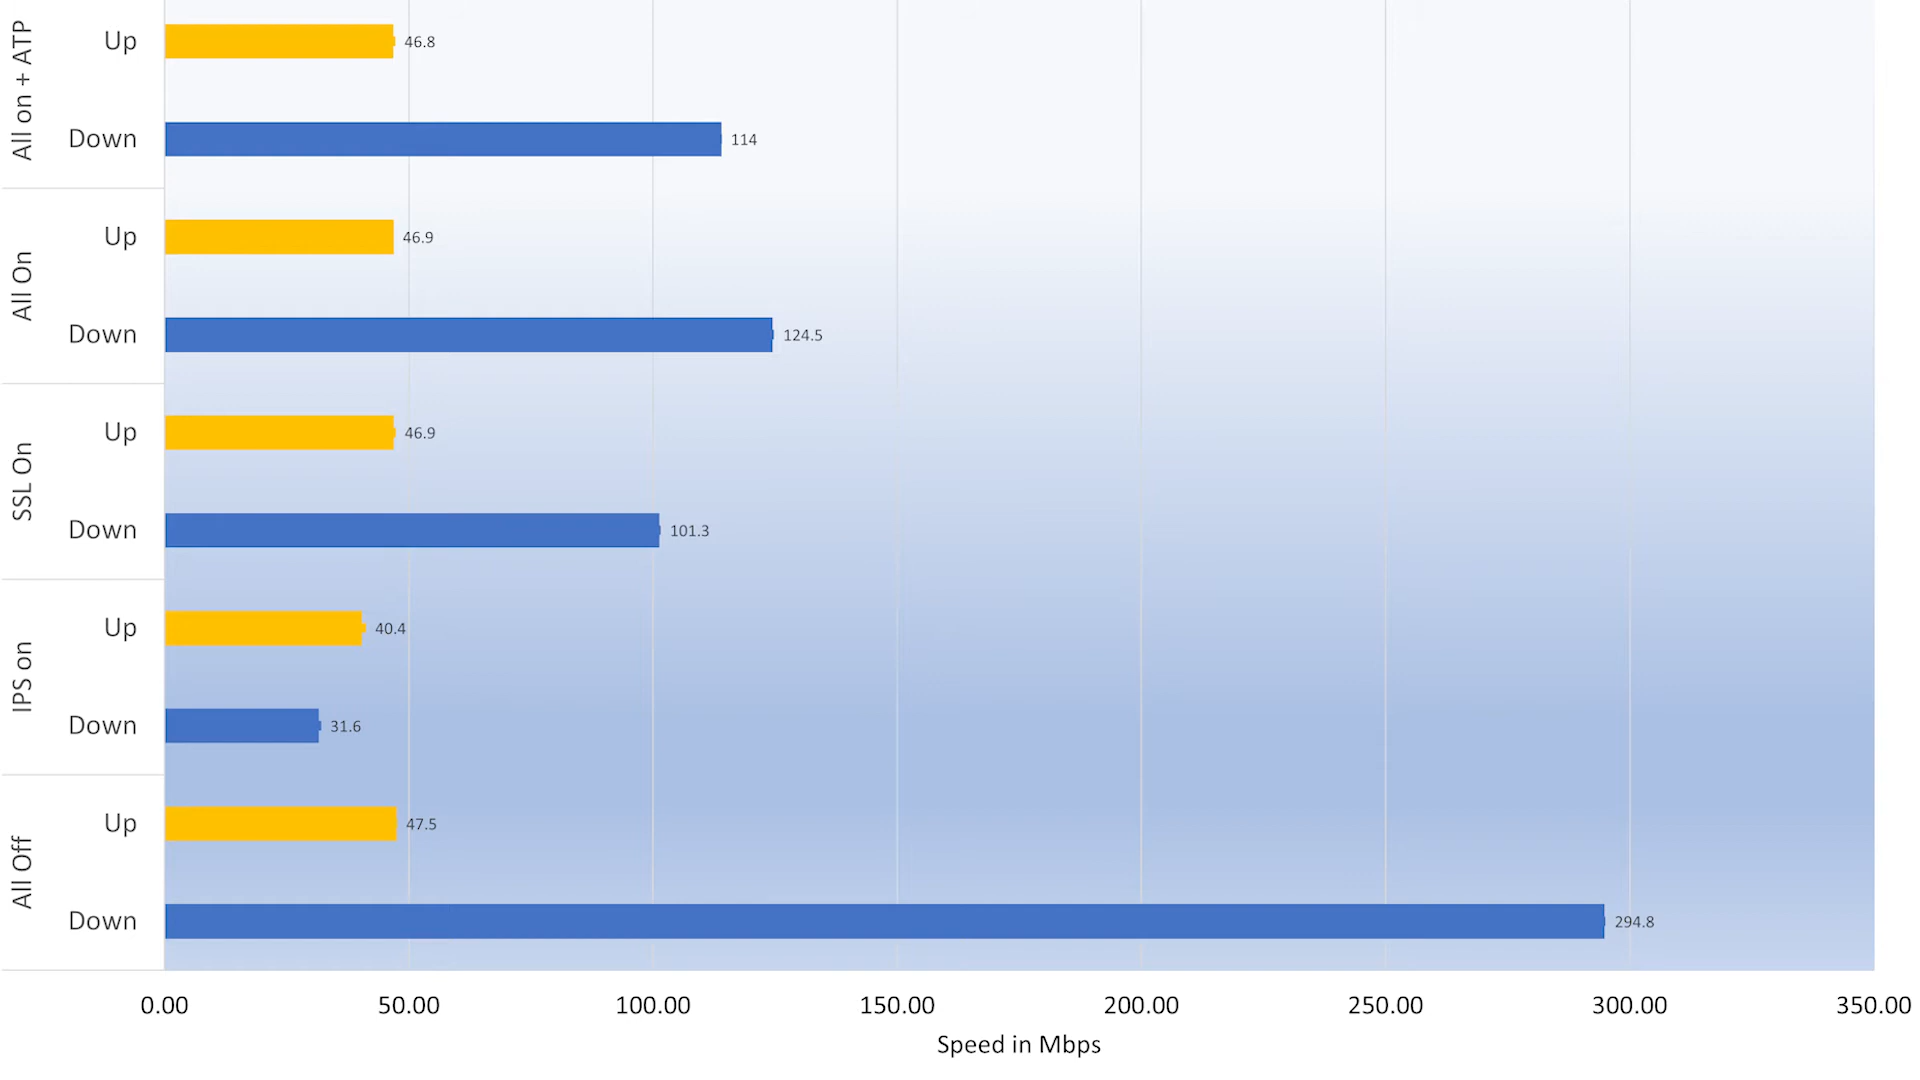 All on + ATP
Up
46.8
Down
114
All On
Up
46.9
Down
124.5
SSL On
Up
46.9
Down
101.3
IPS on
Up
40.4
Down
31.6
All Off
Up
47.5
Down
294.8
0.00 50.00 100.00 150.00 200.00 250.00 300.00 350.00
Speed in Mbps